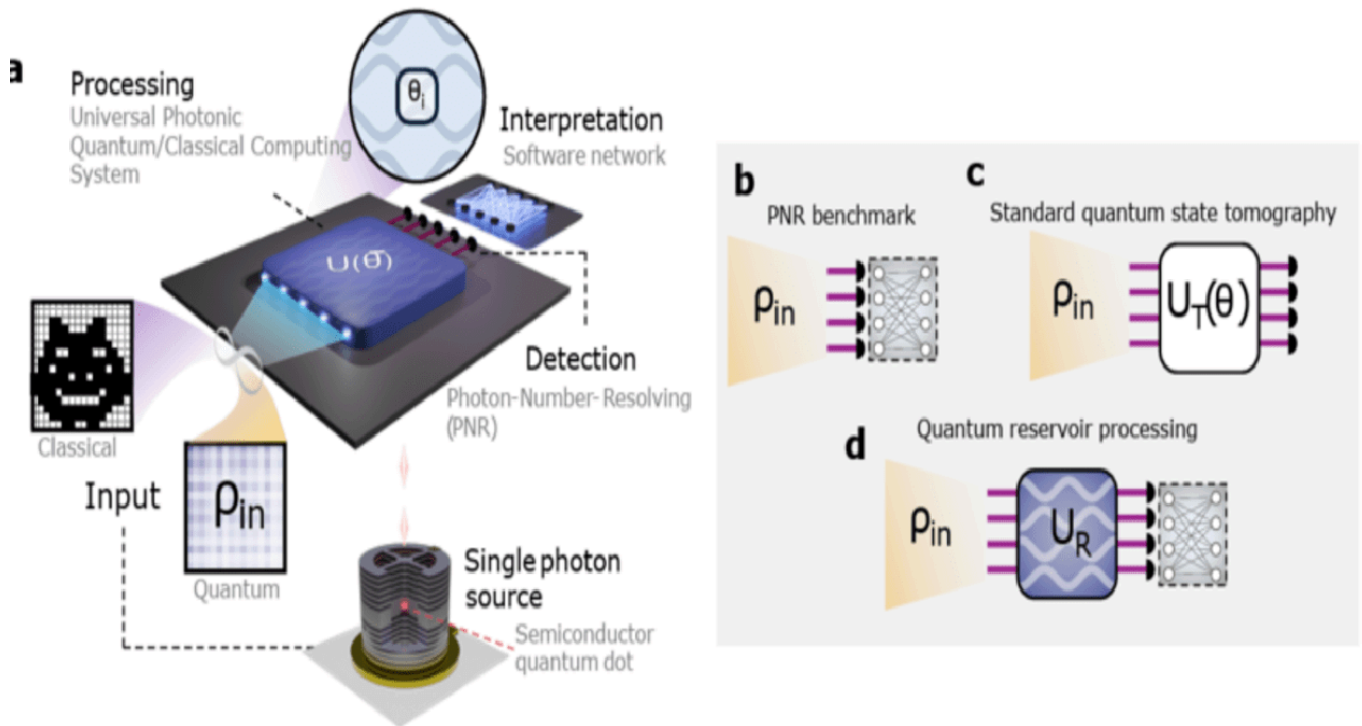 a
Processing
Universal Photonic
Quantum/Classical Computing
System
θi
Interpretation
Software network
U(θ)
Classical
Input
ρin
Quantum
Detection
Photon-Number-Resolving
(PNR)
Single photon
source
Semiconductor
quantum dot
b
PNR benchmark
ρin
c
Standard quantum state tomography
ρin
UT(θ)
d
Quantum reservoir processing
ρin
UR